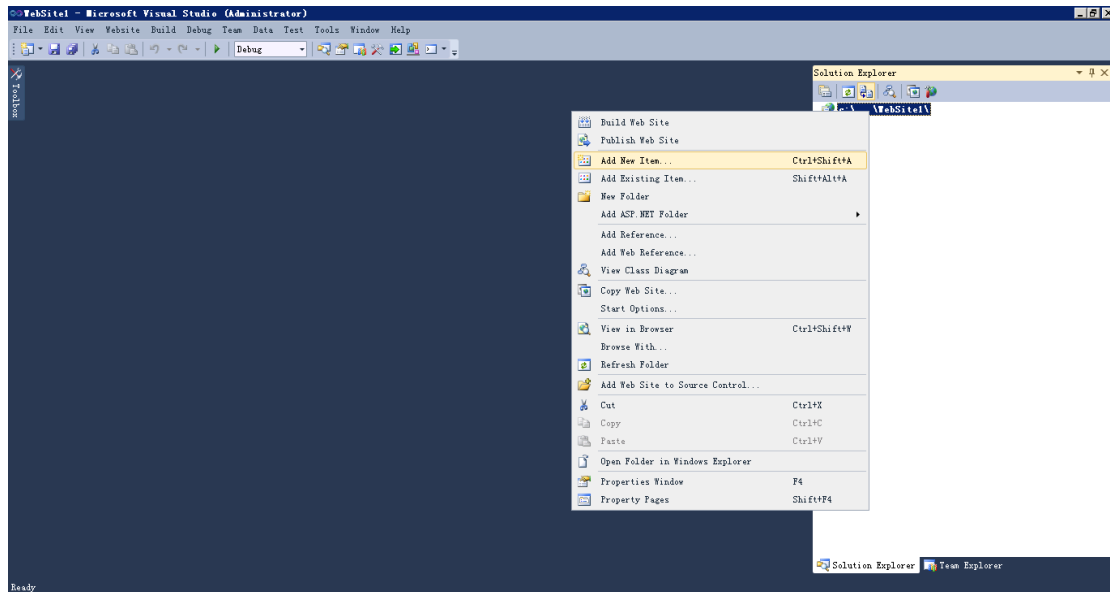 WebSite1 - Microsoft Visual Studio (Administrator)
File Edit View Website Build Debug Team Data Test Tools Window Help
Debug
Toolbox
Solution Explorer
c:\...\WebSite1\
Build Web Site
Publish Web Site
Add New Item... Ctrl+Shift+A
Add Existing Item... Shift+Alt+A
New Folder
Add ASP.NET Folder
Add Reference...
Add Web Reference...
View Class Diagram
Copy Web Site...
Start Options...
View in Browser Ctrl+Shift+W
Browse With...
Refresh Folder
Add Web Site to Source Control...
Cut Ctrl+X
Copy Ctrl+C
Paste Ctrl+V
Open Folder in Windows Explorer
Properties Window F4
Property Pages Shift+F4
Solution Explorer Team Explorer
Ready